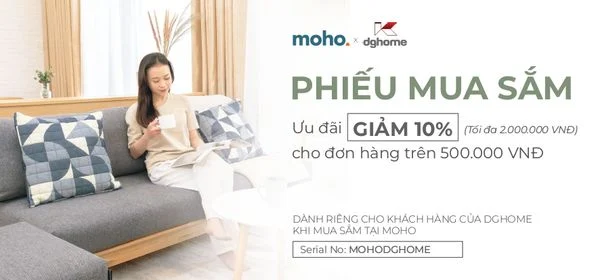 moho. x dghome
PHIẾU MUA SẮM
Ưu đãi GIẢM 10% (Tối đa 2.000.000 VNĐ)
cho đơn hàng trên 500.000 VNĐ
DÀNH RIÊNG CHO KHÁCH HÀNG CỦA DGHOME
KHI MUA SẮM TẠI MOHO
Serial No: MOHODGHOME